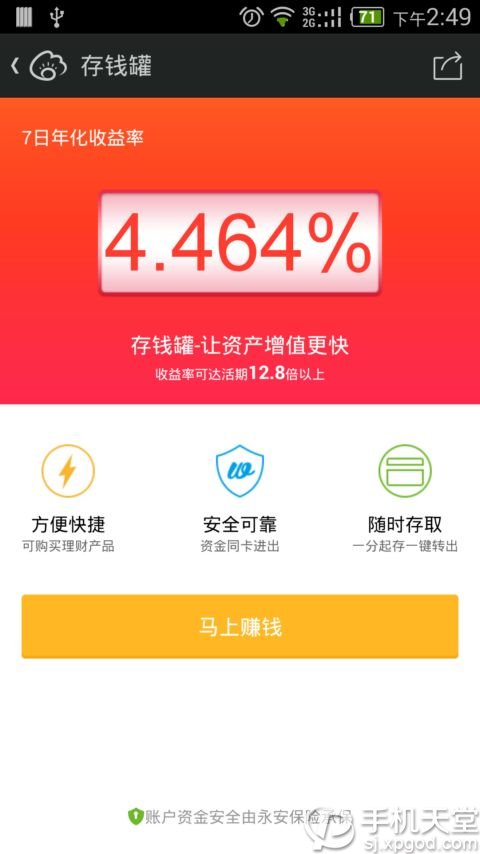 3G
2G
71
下午2:49
存钱罐
7日年化收益率
4.464%
存钱罐-让资产增值更快
收益率可达活期12.8倍以上
方便快捷
安全可靠
随时存取
可购买理财产品
资金同卡进出
一分起存一键转出
马上赚钱
账户资金安全由永安保险承保
手机天堂
sj.xpgod.com